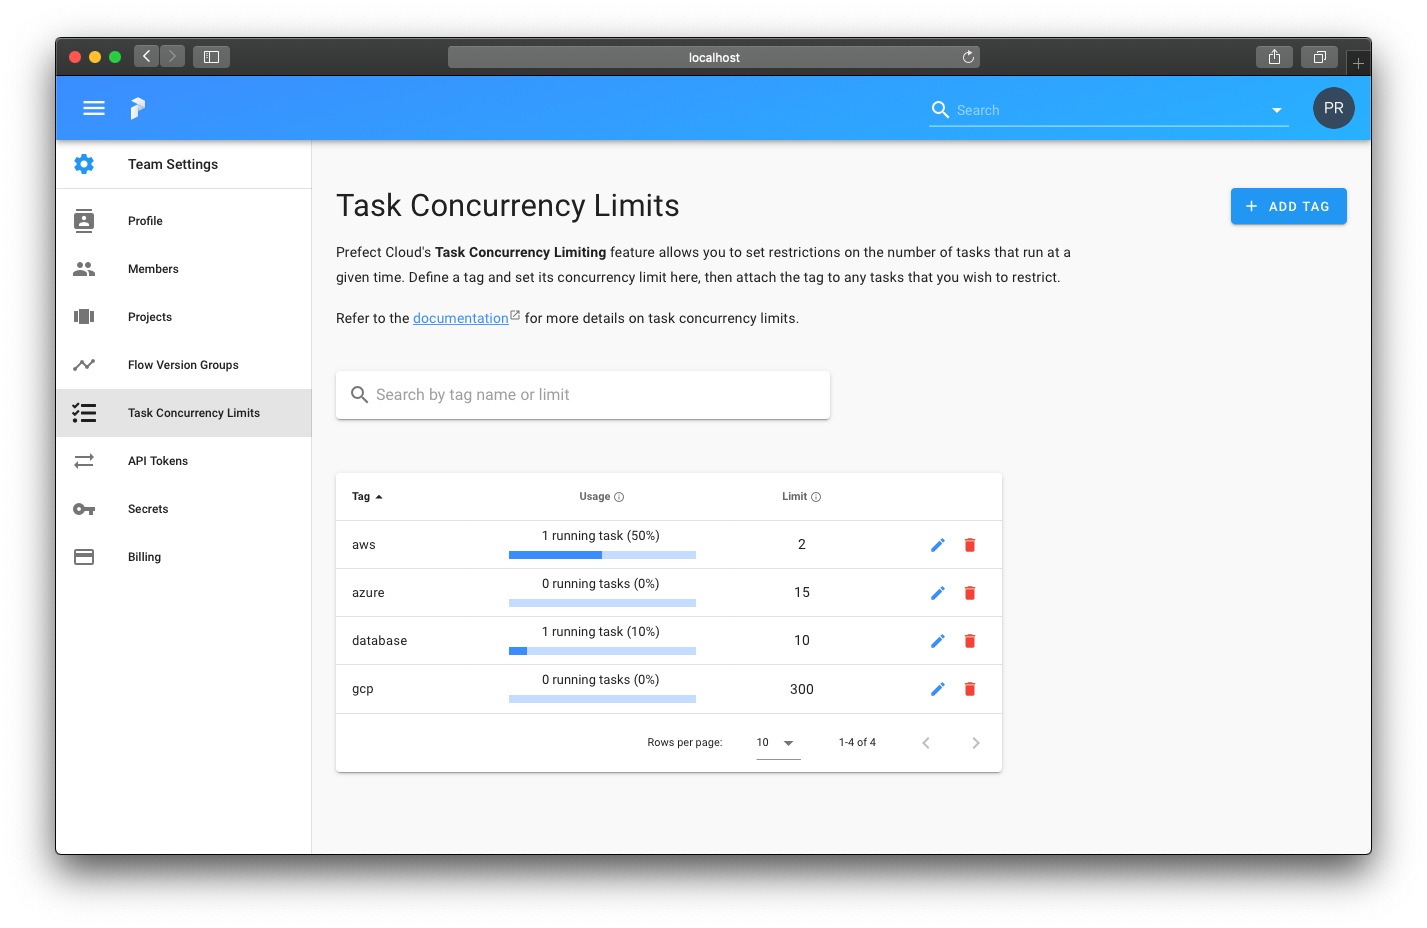 localhost
Search
PR
Team Settings
Profile
Members
Projects
Flow Version Groups
Task Concurrency Limits
API Tokens
Secrets
Billing
Task Concurrency Limits
ADD TAG
Prefect Cloud's Task Concurrency Limiting feature allows you to set restrictions on the number of tasks that run at a
given time. Define a tag and set its concurrency limit here, then attach the tag to any tasks that you wish to restrict.
Refer to the documentation for more details on task concurrency limits.
Search by tag name or limit
Tag Usage Limit
aws 1 running task (50%) 2
azure 0 running tasks (0%) 15
database 1 running task (10%) 10
gcp 0 running tasks (0%) 300
Rows per page: 10 1-4 of 4